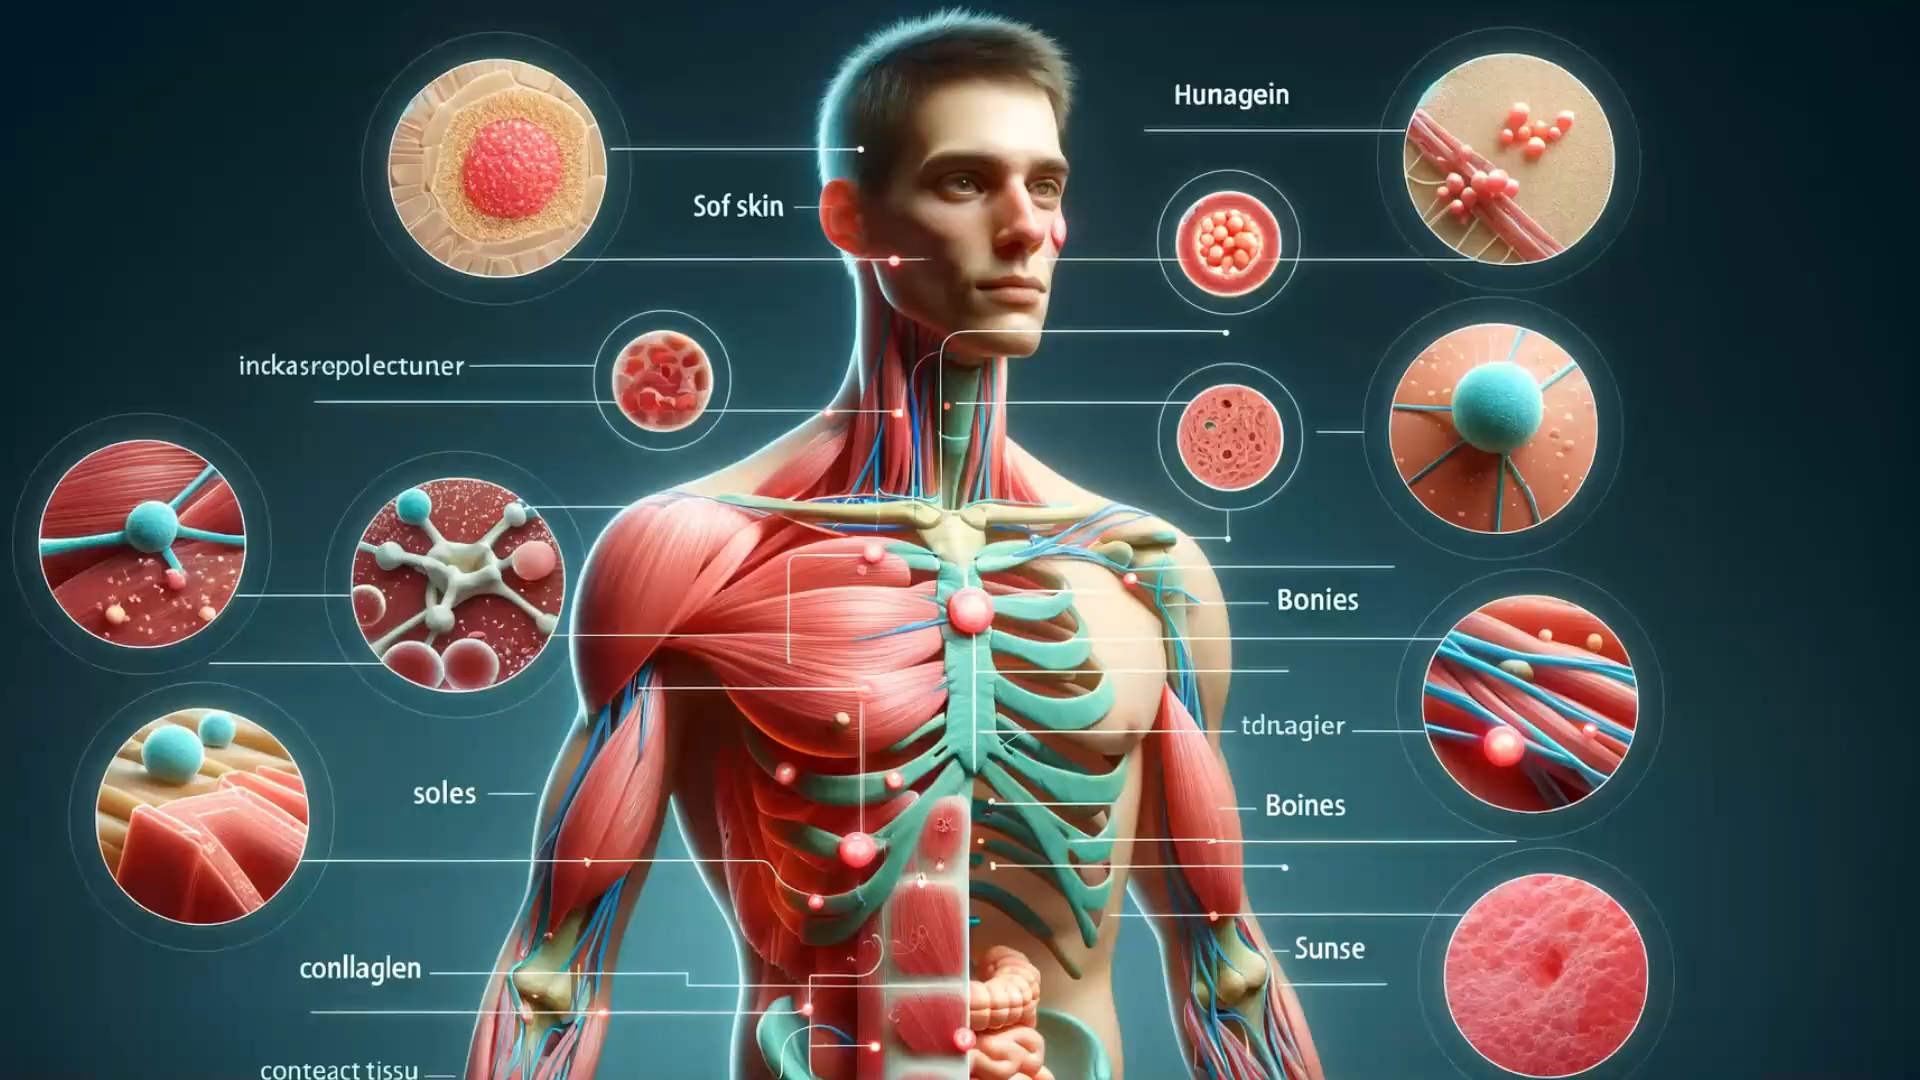 Hunagein
Sof skin
inckasrepolectuner
Bonies
tdnagier
soles
Boines
Sunse
conllaglen
conteact tissu